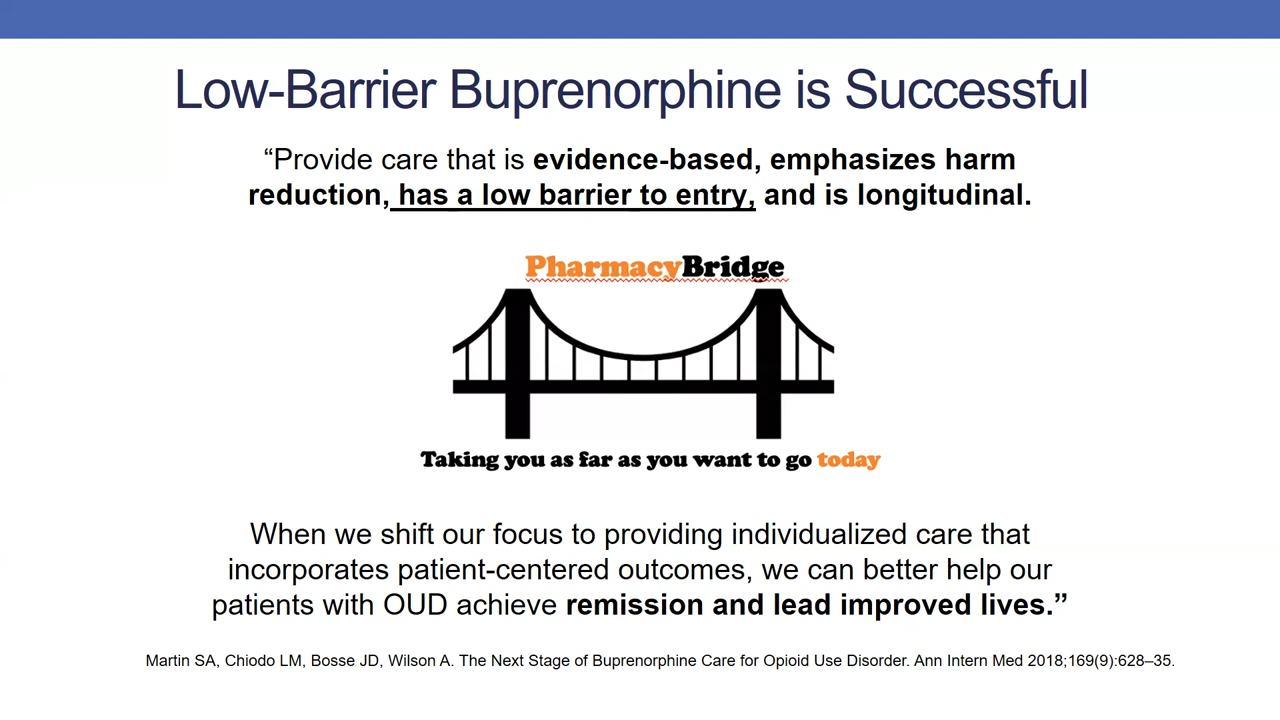 Low-Barrier Buprenorphine is Successful
“Provide care that is evidence-based, emphasizes harm
reduction, has a low barrier to entry, and is longitudinal.
PharmacyBridge
Taking you as far as you want to go today
When we shift our focus to providing individualized care that
incorporates patient-centered outcomes, we can better help our
patients with OUD achieve remission and lead improved lives.”
Martin SA, Chiodo LM, Bosse JD, Wilson A. The Next Stage of Buprenorphine Care for Opioid Use Disorder. Ann Intern Med 2018;169(9):628–35.